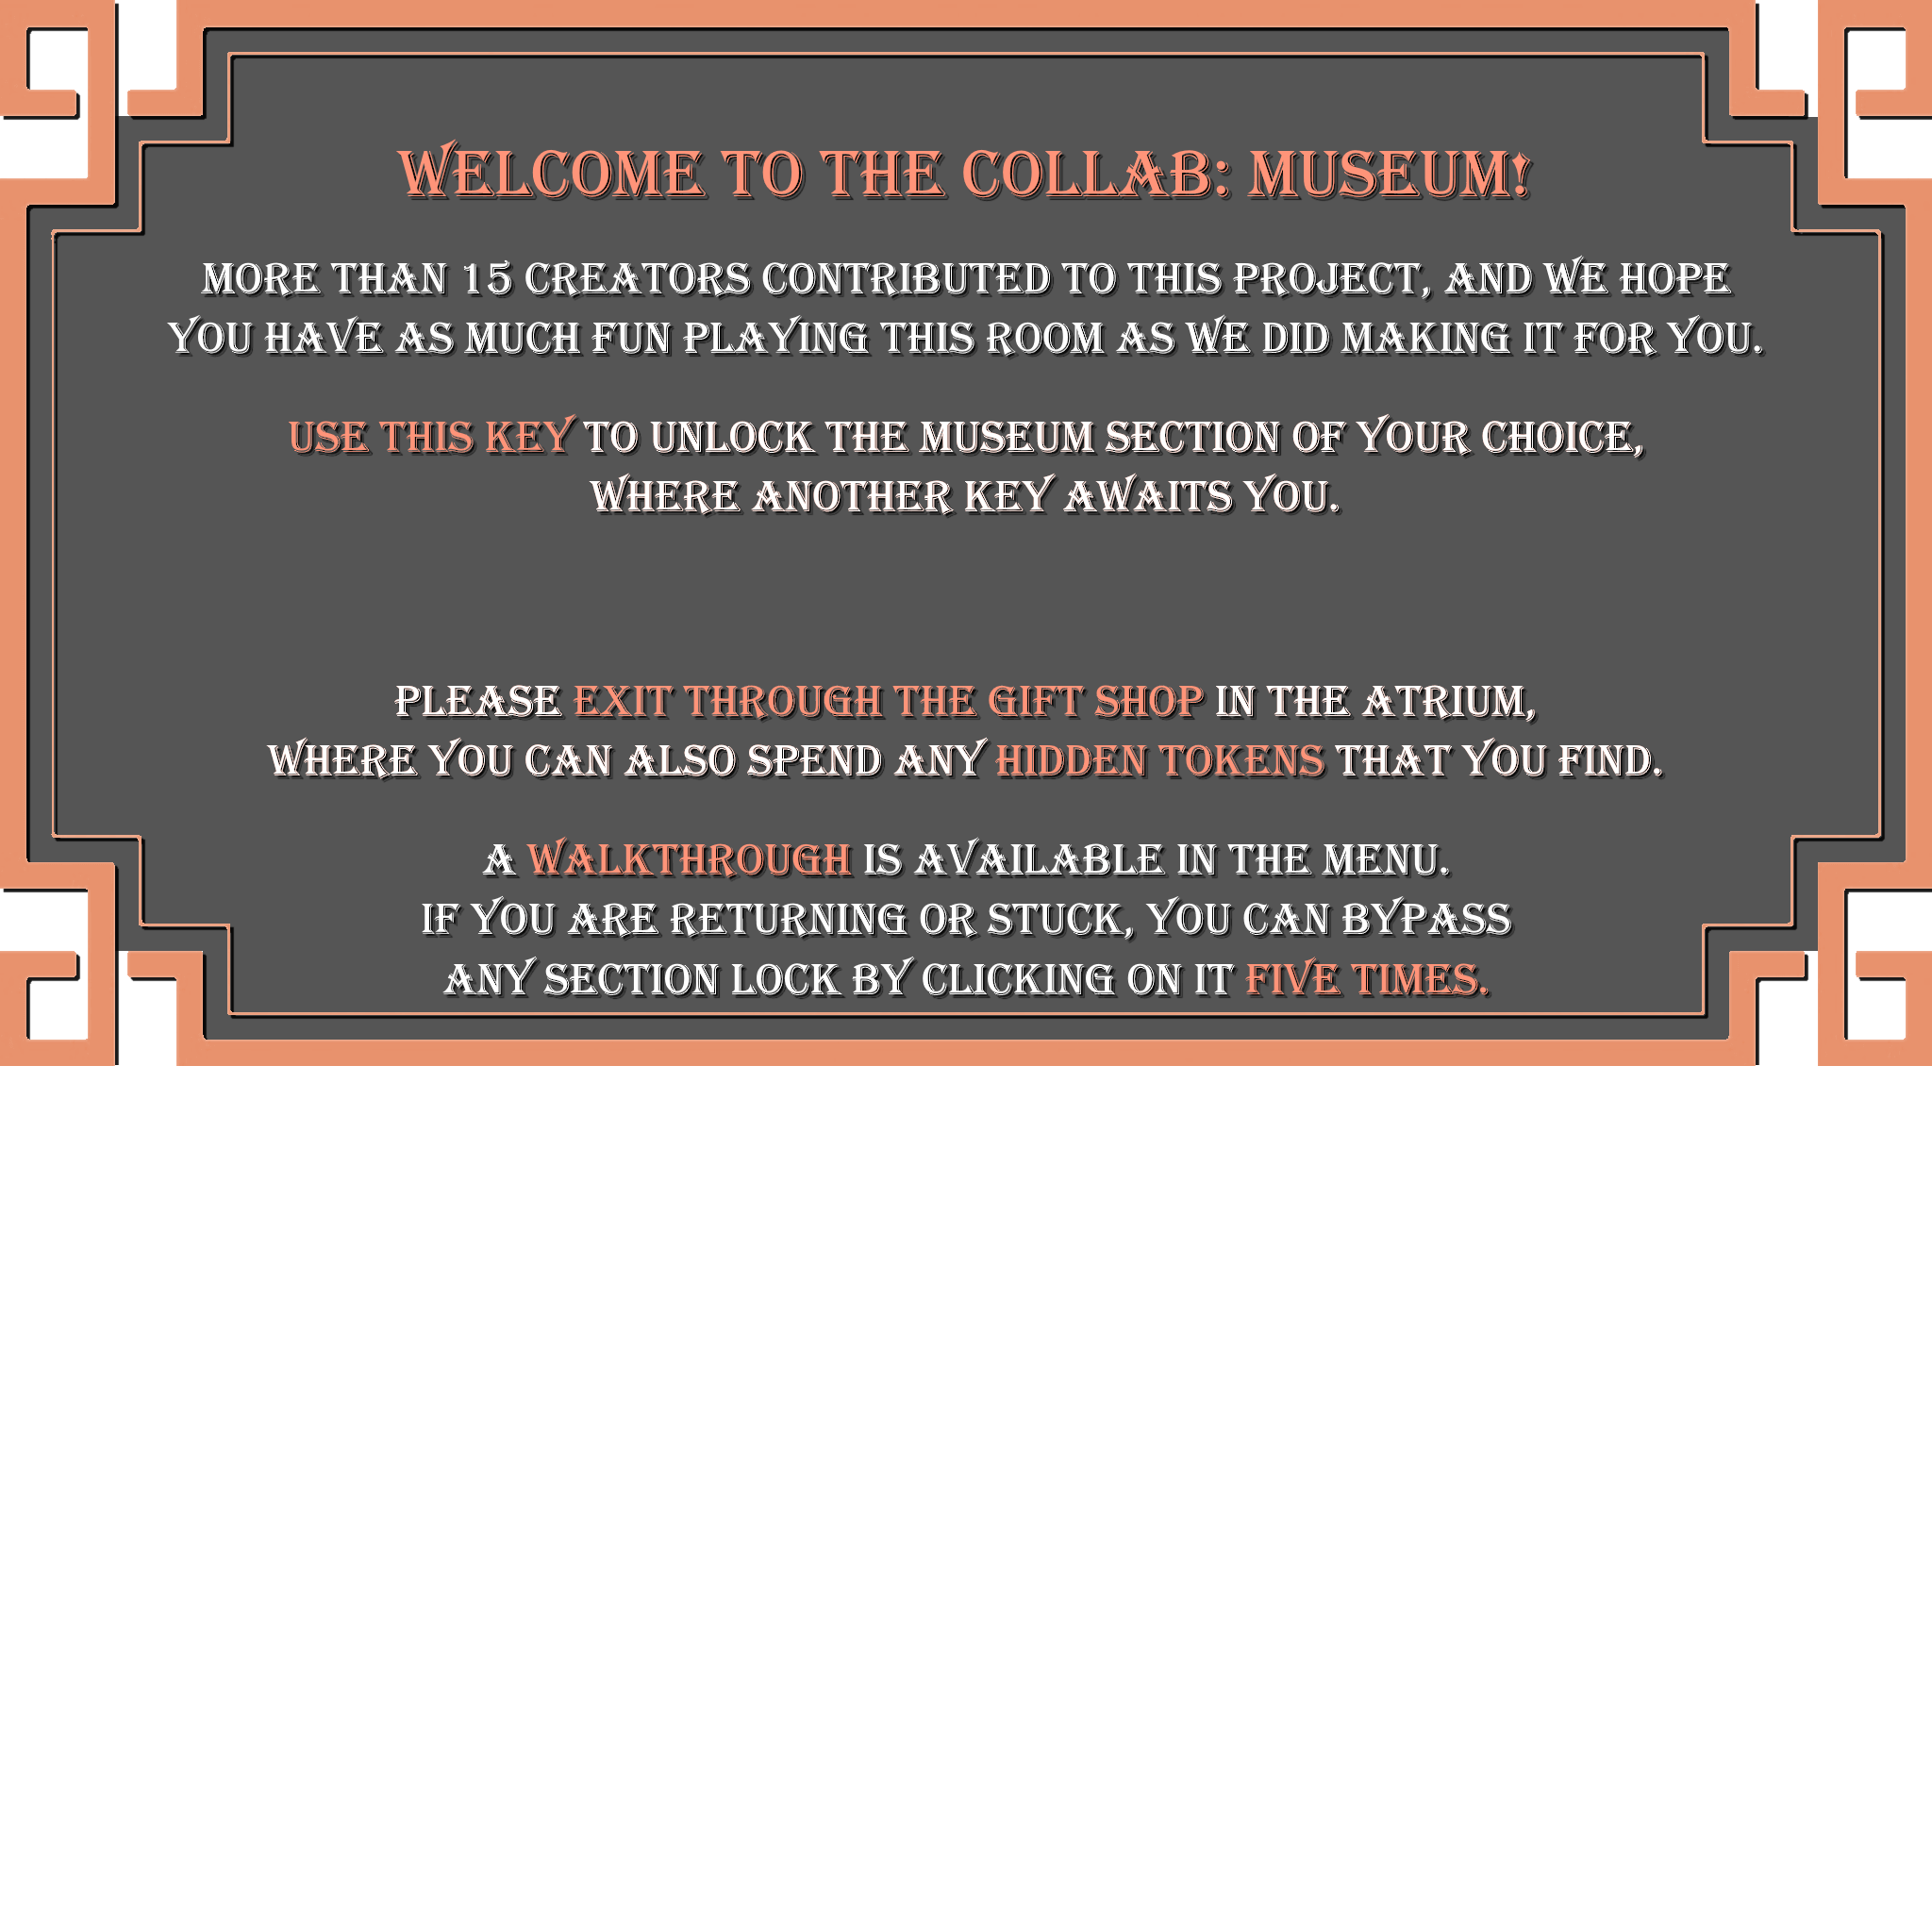 WELCOME TO THE COLLAB: MUSEUM!
MORE THAN 15 CREATORS CONTRIBUTED TO THIS PROJECT, AND WE HOPE
YOU HAVE AS MUCH FUN PLAYING THIS ROOM AS WE DID MAKING IT FOR YOU.
USE THIS KEY TO UNLOCK THE MUSEUM SECTION OF YOUR CHOICE,
WHERE ANOTHER KEY AWAITS YOU.
PLEASE EXIT THROUGH THE GIFT SHOP IN THE ATRIUM,
WHERE YOU CAN ALSO SPEND ANY HIDDEN TOKENS THAT YOU FIND.
A WALKTHROUGH IS AVAILABLE IN THE MENU.
IF YOU ARE RETURNING OR STUCK, YOU CAN BYPASS
ANY SECTION LOCK BY CLICKING ON IT FIVE TIMES.